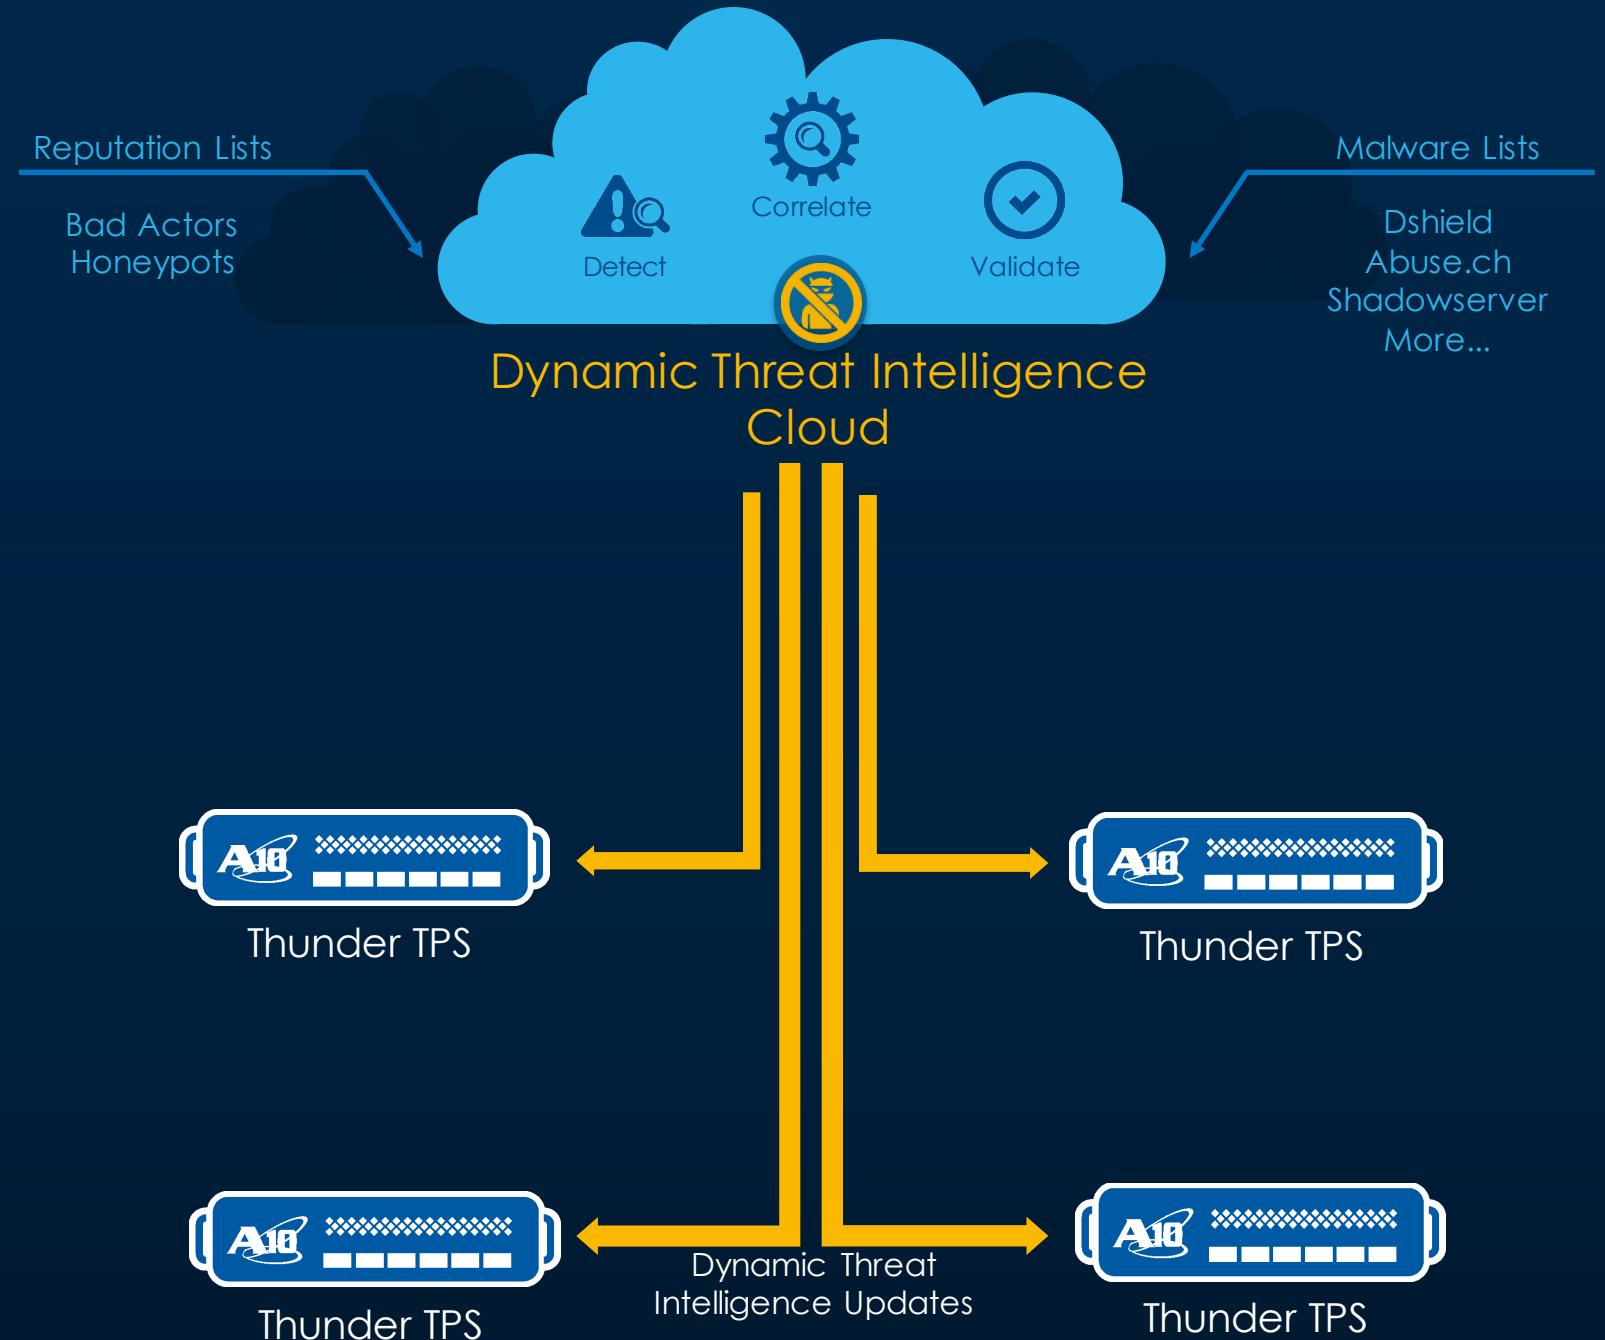 Reputation Lists
Bad Actors
Honeypots
Correlate
Detect
Validate
Malware Lists
Dshield
Abuse.ch
Shadowserver
More...
Dynamic Threat Intelligence
Cloud
A10
Thunder TPS
A10
Thunder TPS
A10
Thunder TPS
Dynamic Threat
Intelligence Updates
A10
Thunder TPS